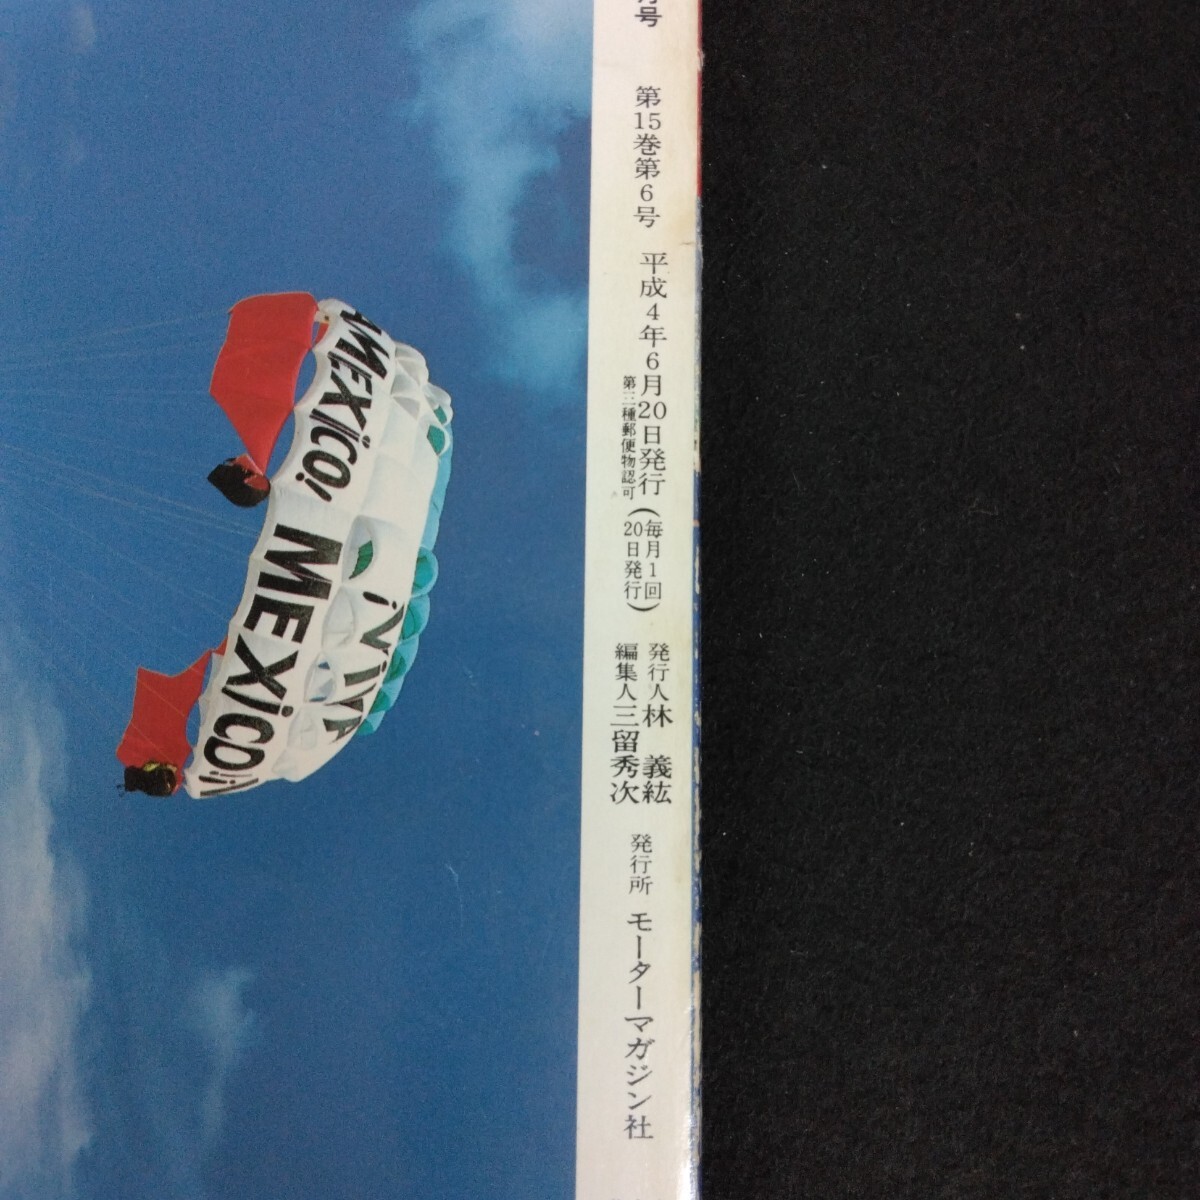 月号
第15巻第6号
平成4年6月20日発行
第三種郵便物認可
(毎月1回
20日発行)
発行人 林 義紘
編集人 三留秀次
発行所 モーターマガジン社
MEXiCO!
MEXiCO!
¡ViVA